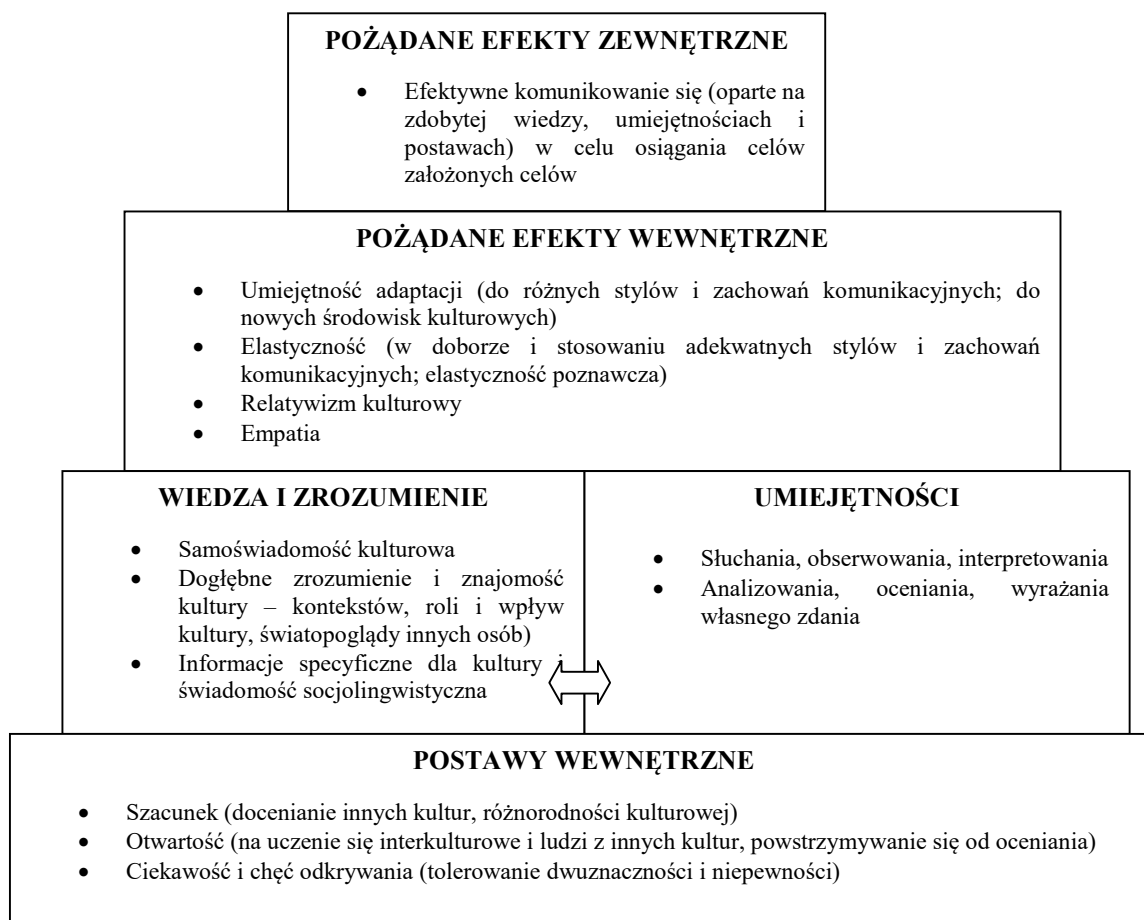 POŻĄDANE EFEKTY ZEWNĘTRZNE
• Efektywne komunikowanie się (oparte na
zdobytej wiedzy, umiejętnościach i
postawach) w celu osiągania celów
założonych celów
POŻĄDANE EFEKTY WEWNĘTRZNE
• Umiejętność adaptacji (do różnych stylów i zachowań komunikacyjnych; do
nowych środowisk kulturowych)
• Elastyczność (w doborze i stosowaniu adekwatnych stylów i zachowań
komunikacyjnych; elastyczność poznawcza)
• Relatywizm kulturowy
• Empatia
WIEDZA I ZROZUMIENIE
• Samoświadomość kulturowa
• Dogłębne zrozumienie i znajomość
kultury – kontekstów, roli i wpływ
kultury, światopoglądy innych osób)
• Informacje specyficzne dla kultury i
świadomość socjolingwistyczna
UMIEJĘTNOŚCI
• Słuchania, obserwowania, interpretowania
• Analizowania, oceniania, wyrażania
własnego zdania
POSTAWY WEWNĘTRZNE
• Szacunek (docenianie innych kultur, różnorodności kulturowej)
• Otwartość (na uczenie się interkulturowe i ludzi z innych kultur, powstrzymywanie się od oceniania)
• Ciekawość i chęć odkrywania (tolerowanie dwuznaczności i niepewności)